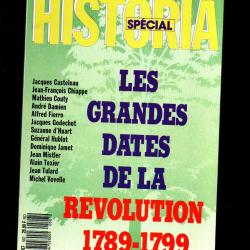 HISTORIA
SPÉCIAL
Jacques Castelnau
Jean-François Chiappe
Mathieu Couty
André Damien
Alfred Fierro
Jacques Godechot
Suzanne d'Huart
Général Hublot
Dominique Jamet
Jean Mistler
Alain Texier
Jean Tulard
Michel Vovelle
LES
GRANDES
DATES
DE LA
REVOLUTION
1789-1799